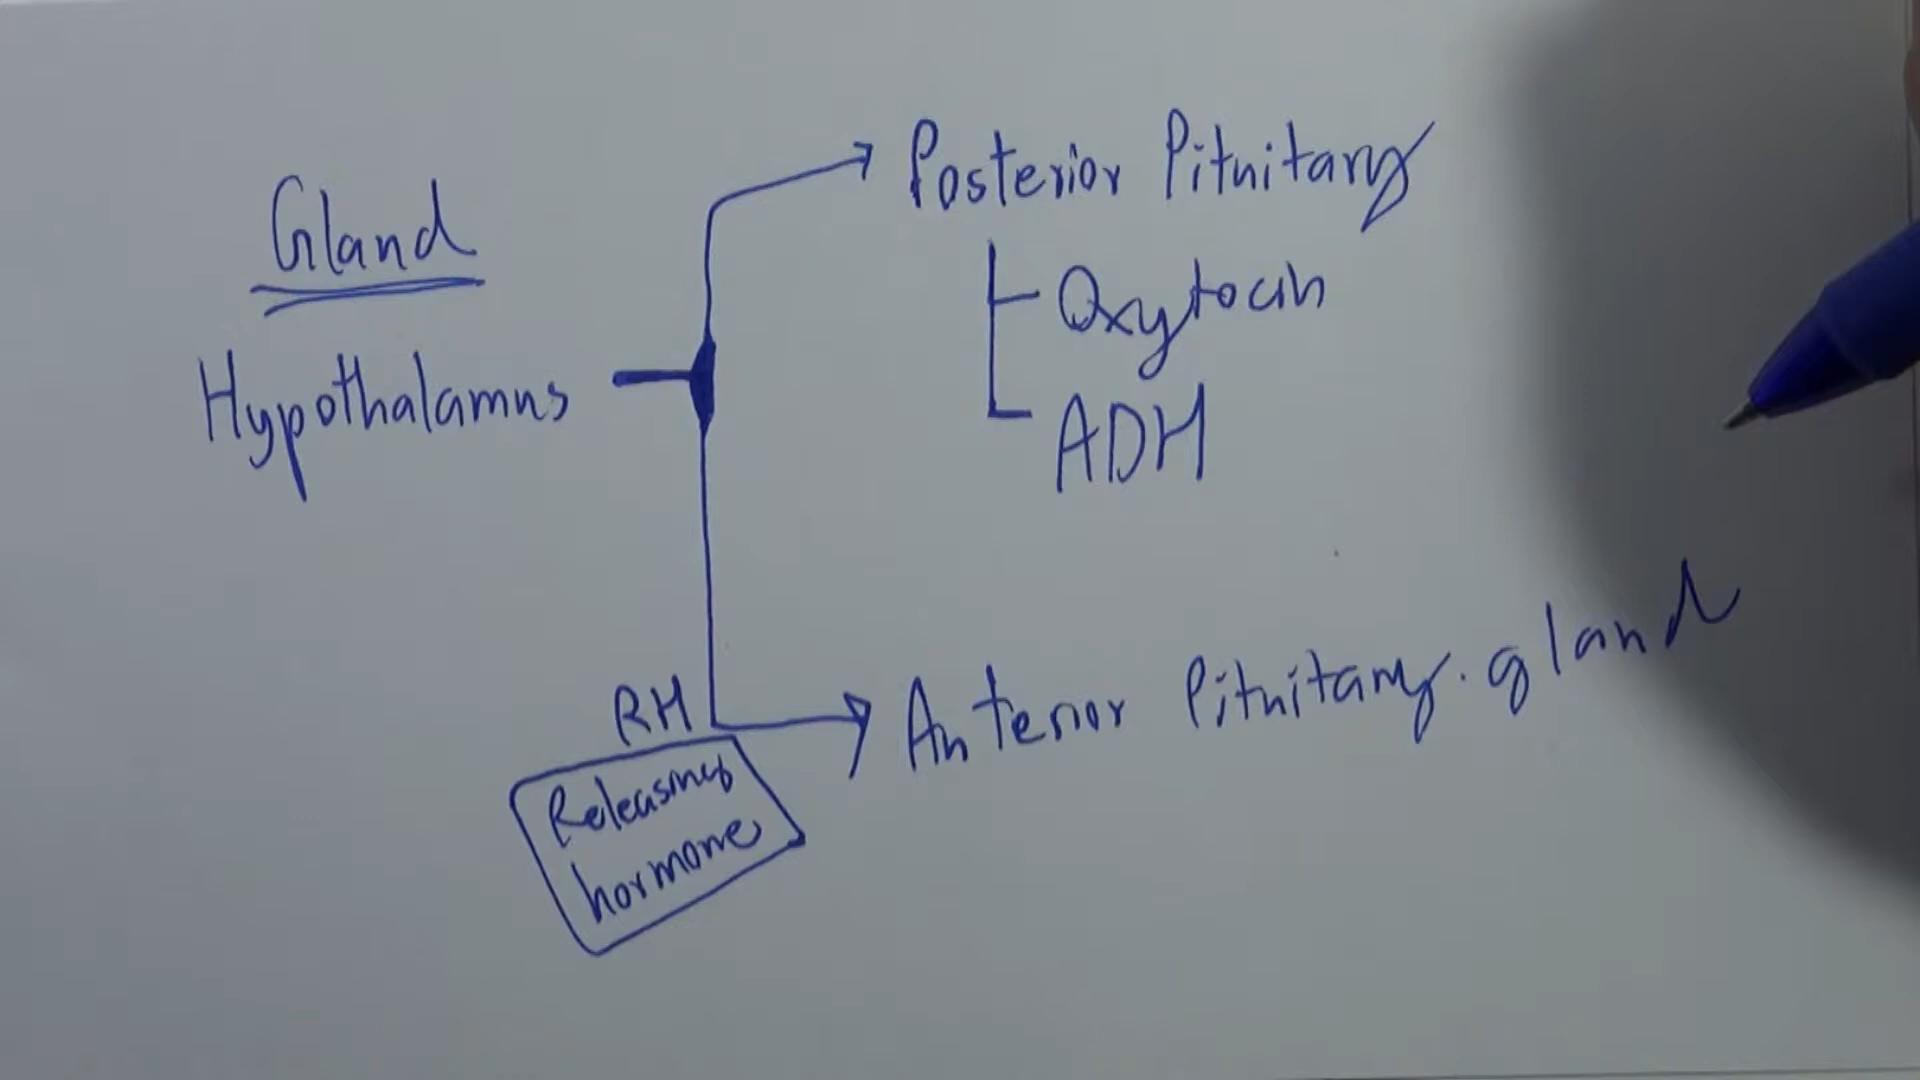 Gland
Hypothalamus
Posterior Pituitary
Oxytocin
ADH
RH
Releasing
hormone
Anterior Pituitary. gland